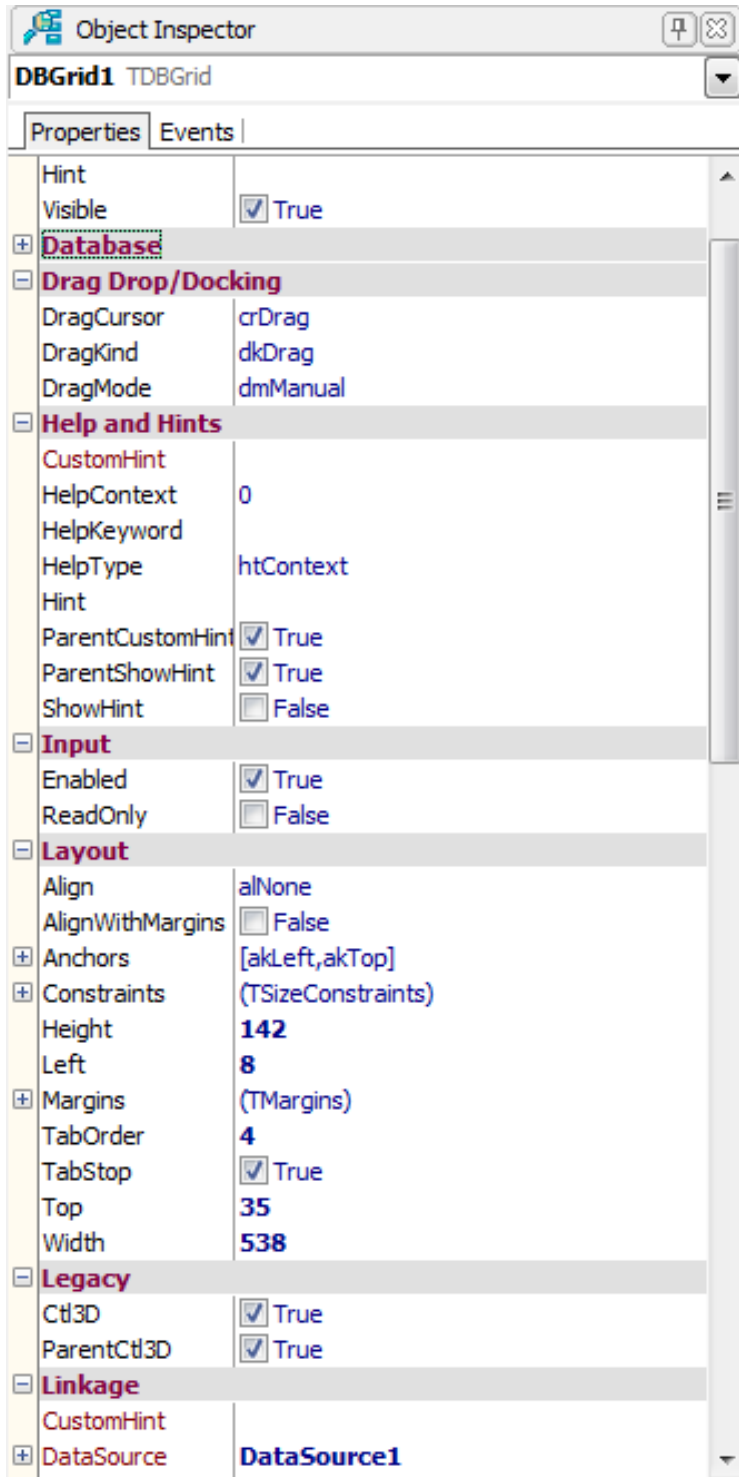 Object Inspector
DBGrid1 TDBGrid
Properties Events
Hint
Visible True
Database
Drag Drop/Docking
DragCursor crDrag
DragKind dkDrag
DragMode dmManual
Help and Hints
CustomHint
HelpContext 0
HelpKeyword
HelpType htContext
Hint
ParentCustomHint True
ParentShowHint True
ShowHint False
Input
Enabled True
ReadOnly False
Layout
Align alNone
AlignWithMargins False
Anchors [akLeft,akTop]
Constraints (TSizeConstraints)
Height 142
Left 8
Margins (TMargins)
TabOrder 4
TabStop True
Top 35
Width 538
Legacy
Ctl3D True
ParentCtl3D True
Linkage
CustomHint
DataSource DataSource1